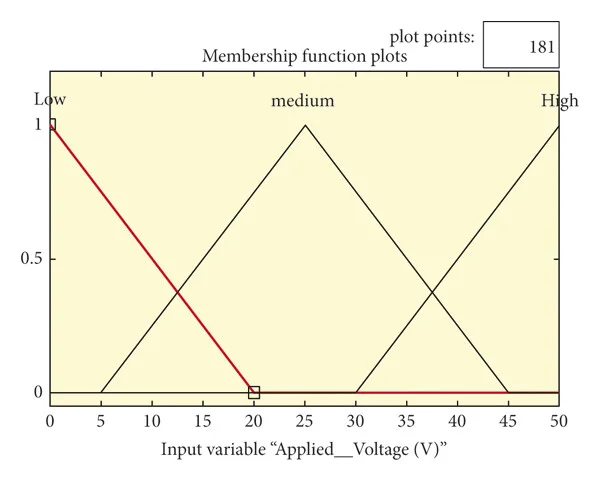 plot points: 181
Membership function plots
Low medium High
1
0.5
0
0 5 10 15 20 25 30 35 40 45 50
Input variable “Applied__Voltage (V)”